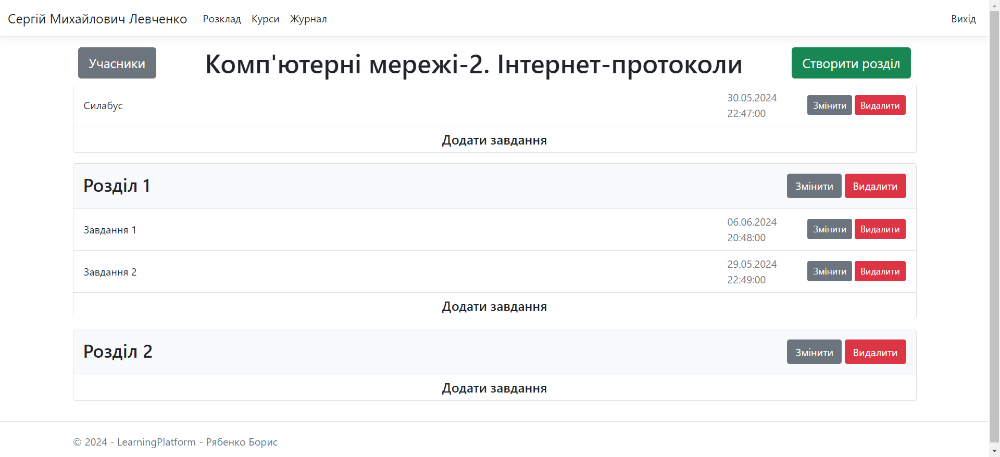 Сергій Михайлович Левченко Розклад Курси Журнал Вихід
Учасники Комп'ютерні мережі-2. Інтернет-протоколи Створити розділ
Силабус 30.05.2024 Змінити Видалити
22:47:00
Додати завдання
Розділ 1 Змінити Видалити
Завдання 1 06.06.2024 Змінити Видалити
20:48:00
Завдання 2 29.05.2024 Змінити Видалити
22:49:00
Додати завдання
Розділ 2 Змінити Видалити
Додати завдання
© 2024 - LearningPlatform - Рябенко Борис